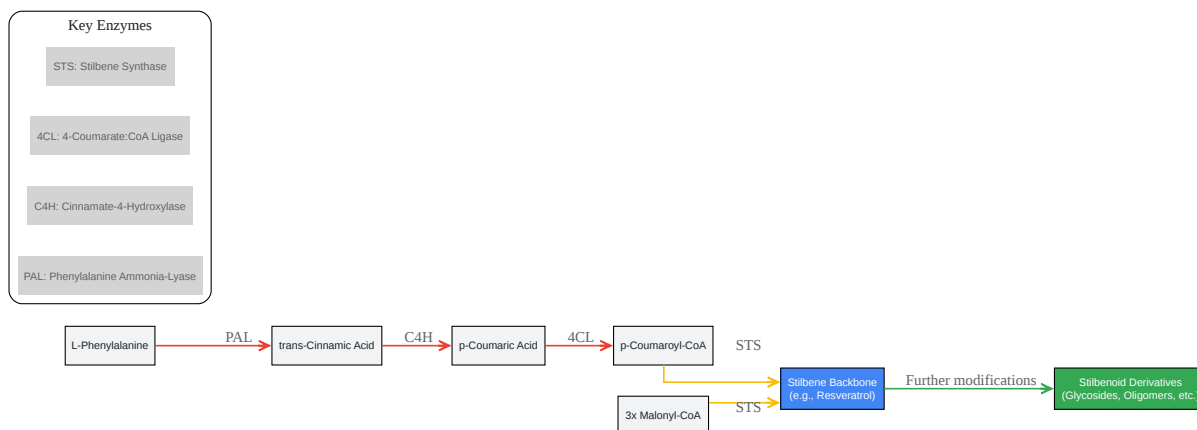 Key Enzymes
STS: Stilbene Synthase
4CL: 4-Coumarate:CoA Ligase
C4H: Cinnamate-4-Hydroxylase
PAL: Phenylalanine Ammonia-Lyase
L-Phenylalanine
PAL
trans-Cinnamic Acid
C4H
p-Coumaric Acid
4CL
p-Coumaroyl-CoA
STS
3x Malonyl-CoA
STS
Stilbene Backbone
(e.g., Resveratrol)
Further modifications
Stilbenoid Derivatives
(Glycosides, Oligomers, etc.)